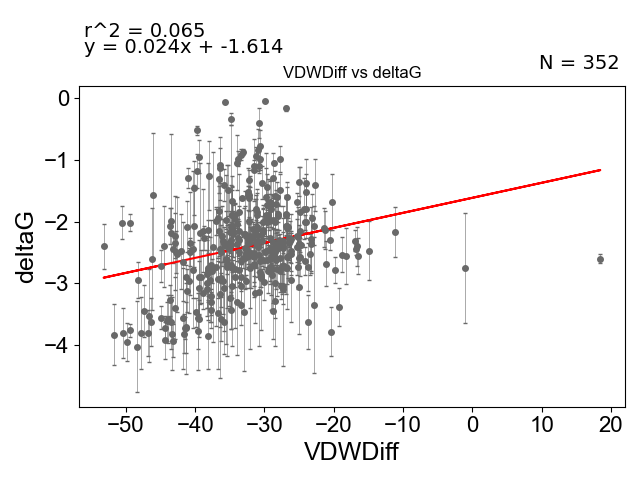 r^2 = 0.065
y = 0.024x + -1.614
N = 352
VDWDiff vs deltaG
0
−1
−2
−3
−4
deltaG
−50
−40
−30
−20
−10
0
10
20
VDWDiff